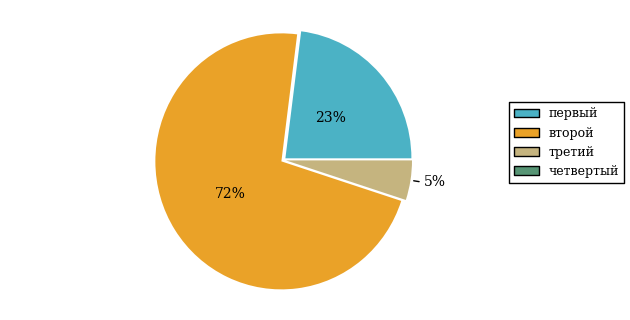 23%
72%
5%
первый
второй
третий
четвертый